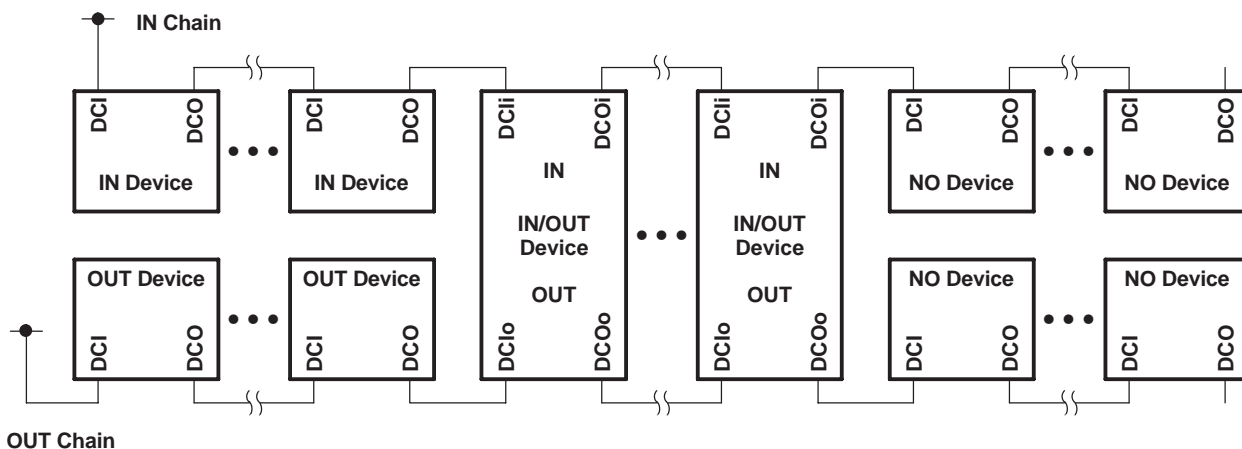 IN Chain
DCI
DCO
DCI
DCO
DCIi
DCOi
DCIi
DCOi
DCI
DCO
DCI
DCO
IN Device
IN Device
IN
IN
NO Device
NO Device
IN/OUT
Device
IN/OUT
Device
OUT Device
OUT Device
OUT
OUT
NO Device
NO Device
DCI
DCO
DCI
DCO
DCIo
DCOo
DCIo
DCOo
DCI
DCO
DCI
DCO
OUT Chain